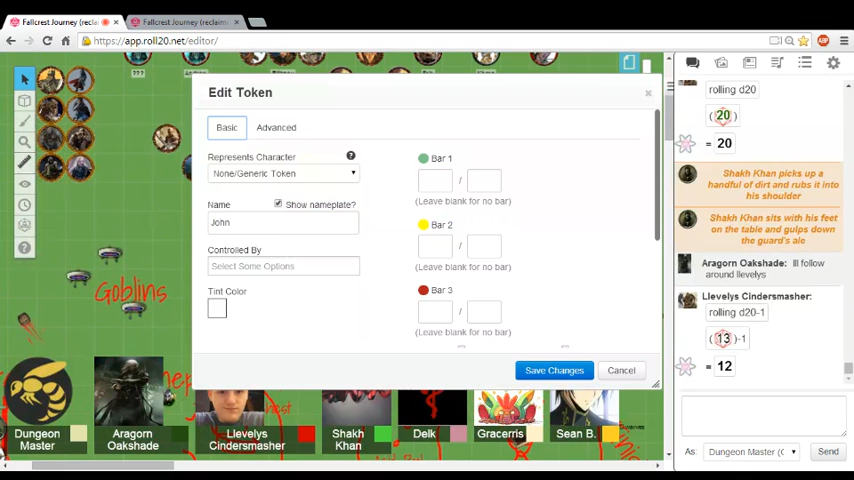 Fallcrest Journey (recla
Fallcrest Journey (reclaim
https://app.roll20.net/editor/
ABP
???
Edit Token
Basic
Advanced
Represents Character
None/Generic Token
Name
Show nameplate?
John
Controlled By
Select Some Options
Tint Color
Bar 1
/
(Leave blank for no bar)
Bar 2
/
(Leave blank for no bar)
Bar 3
/
(Leave blank for no bar)
Save Changes
Cancel
Goblins
Dungeon
Master
Aragorn
Oakshade
Llevelys
Cindersmasher
Shakh
Khan
Delk
Gracerris
Sean B.
rolling d20
(20)
= 20
Shakh Khan picks up a
handful of dirt and rubs it into
his shoulder
Shakh Khan sits with his feet
on the table and gulps down
the guard's ale
Aragorn Oakshade: Ill follow
around llevelys
Llevelys Cindersmasher:
rolling d20-1
(13)-1
= 12
As:
Dungeon Master (
Send